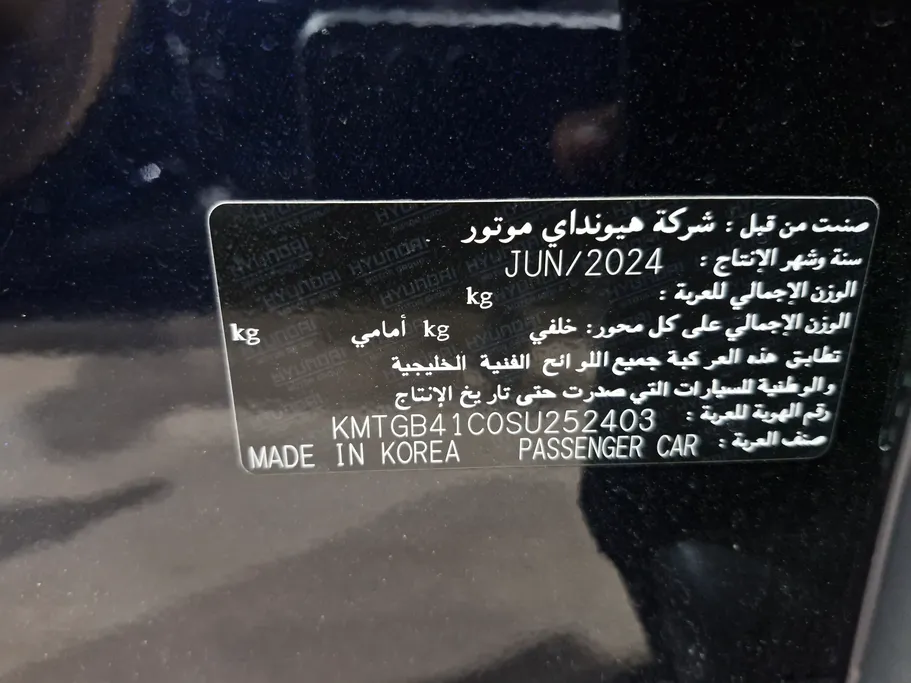 صنعت من قبل : شركة هيونداي موتور
سنة وشهر الإنتاج : JUN/2024
الوزن الإجمالي للعربة : kg
الوزن الإجمالي على كل محور: خلفي kg أمامي kg
تطابق هذه العركبة جميع اللوائح الفنية الخليجية
والوطنية للسيارات التي صدرت حتى تاريخ الإنتاج
رقم الهوية للعربة : KMTGB41C0SU252403
صنف العربة : PASSENGER CAR MADE IN KOREA
HYUNDAI